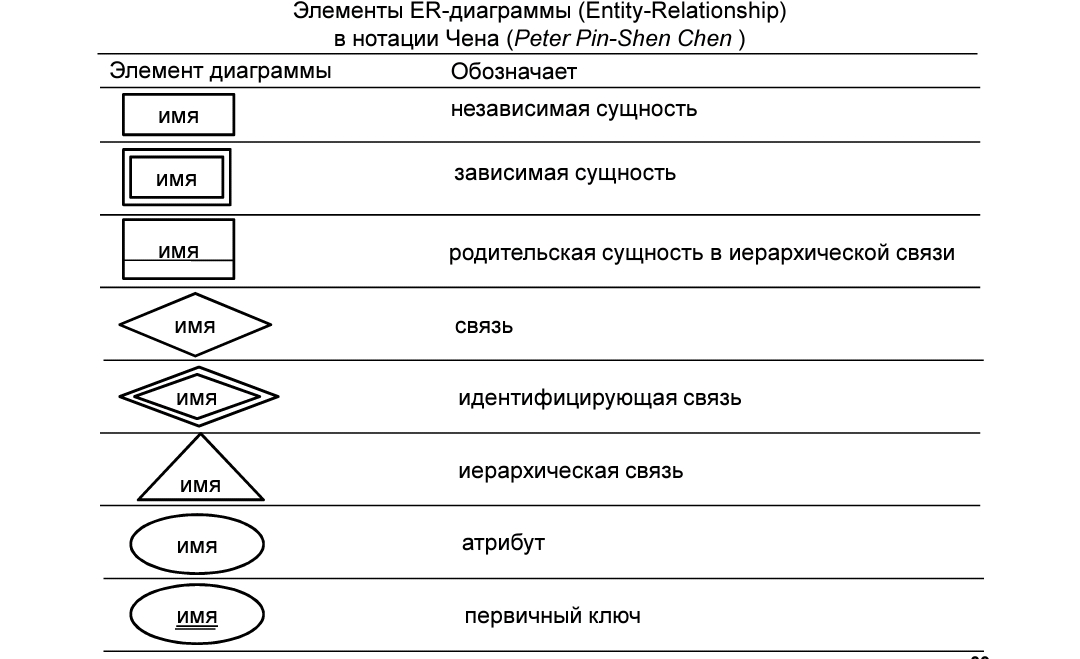 Элементы ER-диаграммы (Entity-Relationship)
в нотации Чена (Peter Pin-Shen Chen )
Элемент диаграммы Обозначает
имя независимая сущность
имя зависимая сущность
имя родительская сущность в иерархической связи
имя связь
имя идентифицирующая связь
имя иерархическая связь
имя атрибут
имя первичный ключ